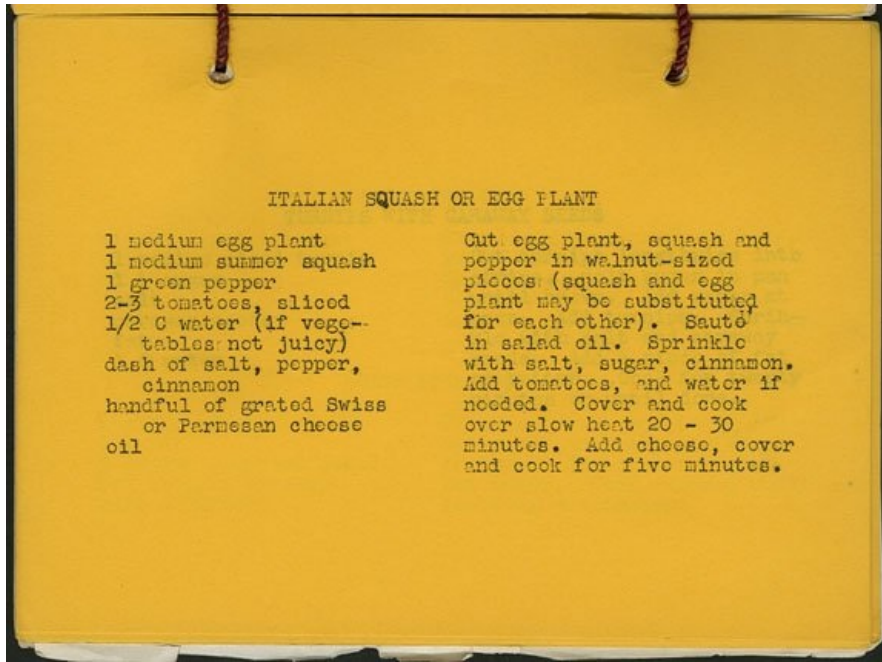 ITALIAN SQUASH OR EGG PLANT
1 medium egg plant
1 medium summer squash
1 green pepper
2-3 tomatoes, sliced
1/2 C water (if vege-
tables not juicy)
dash of salt, pepper,
cinnamon
handful of grated Swiss
or Parmesan cheese
oil
Cut egg plant, squash and
pepper in walnut-sized
pieces (squash and egg
plant may be substituted
for each other). Sauté
in salad oil. Sprinkle
with salt, sugar, cinnamon.
Add tomatoes, and water if
needed. Cover and cook
over slow heat 20 - 30
minutes. Add cheese, cover
and cook for five minutes.